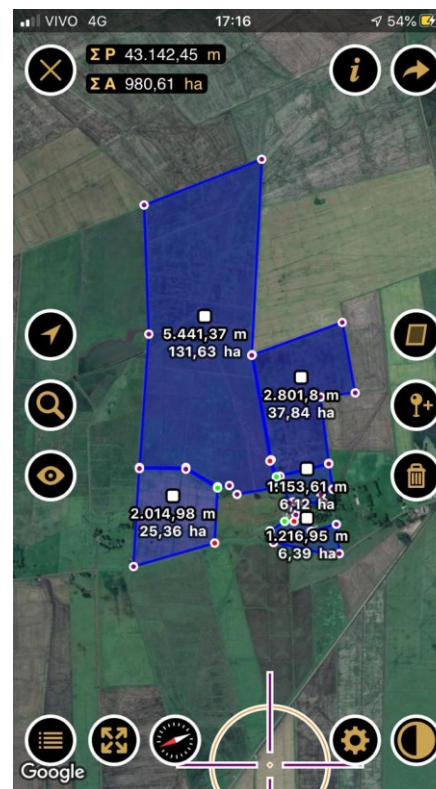 VIVO 4G 17:16 54%
Σ P 43.142,45 m
Σ A 980,61 ha
i
5.441,37 m
131,63 ha
2.801,8 m
37,84 ha
1.153,61 m
6,12 ha
2.014,98 m
25,36 ha
1.216,95 m
6,39 ha
Google